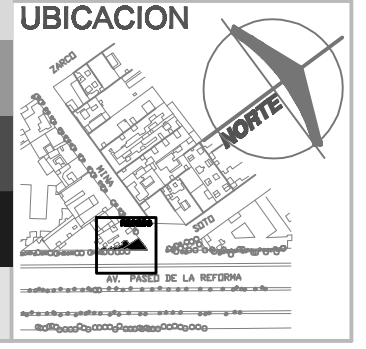 UBICACION
ZARCO
NORTE
MINA
SOTO
AV. PASEO DE LA REFORMA